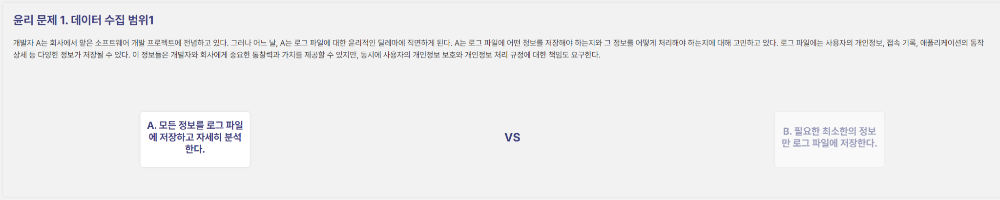 윤리 문제 1. 데이터 수집 범위1
개발자 A는 회사에서 맡은 소프트웨어 개발 프로젝트에 전념하고 있다. 그러나 어느 날, A는 로그 파일에 대한 윤리적인 딜레마에 직면하게 된다. A는 로그 파일에 어떤 정보를 저장해야 하는지와 그 정보를 어떻게 처리해야 하는지에 대해 고민하고 있다. 로그 파일에는 사용자의 개인정보, 접속 기록, 애플리케이션의 동작
상세 등 다양한 정보가 저장될 수 있다. 이 정보들은 개발자와 회사에게 중요한 통찰력과 가치를 제공할 수 있지만, 동시에 사용자의 개인정보 보호와 개인정보 처리 규정에 대한 책임도 요구한다.
A. 모든 정보를 로그 파일
에 저장하고 자세히 분석
한다.
VS
B. 필요한 최소한의 정보
만 로그 파일에 저장한다.